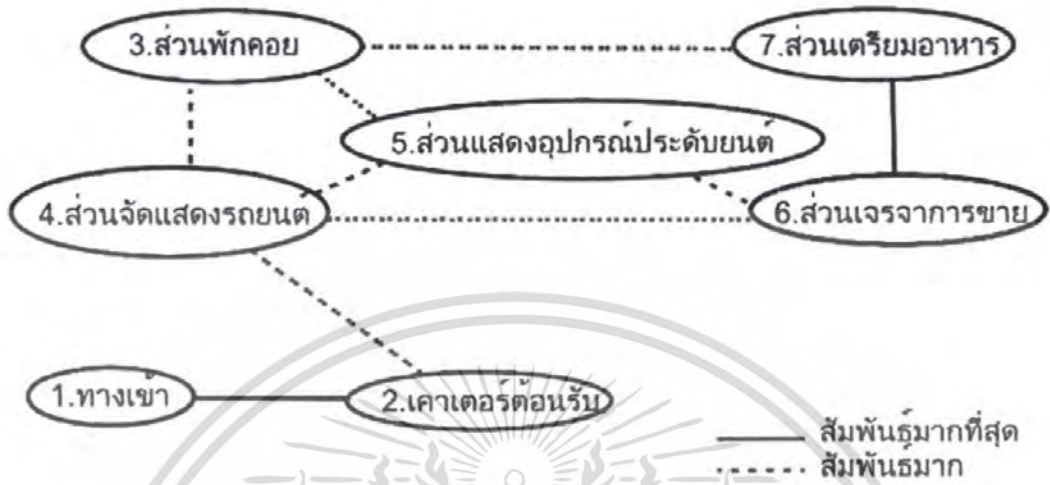 3.ส่วนพักคอย
7.ส่วนเตรียมอาหาร
5.ส่วนแสดงอุปกรณ์ประดับยนต์
4.ส่วนจัดแสดงรถยนต
6.ส่วนเจรจาการขาย
1.ทางเข้า
2.เคาเตอร์ต้อนรับ
สัมพันธ์มากที่สุด
สัมพันธ์มาก